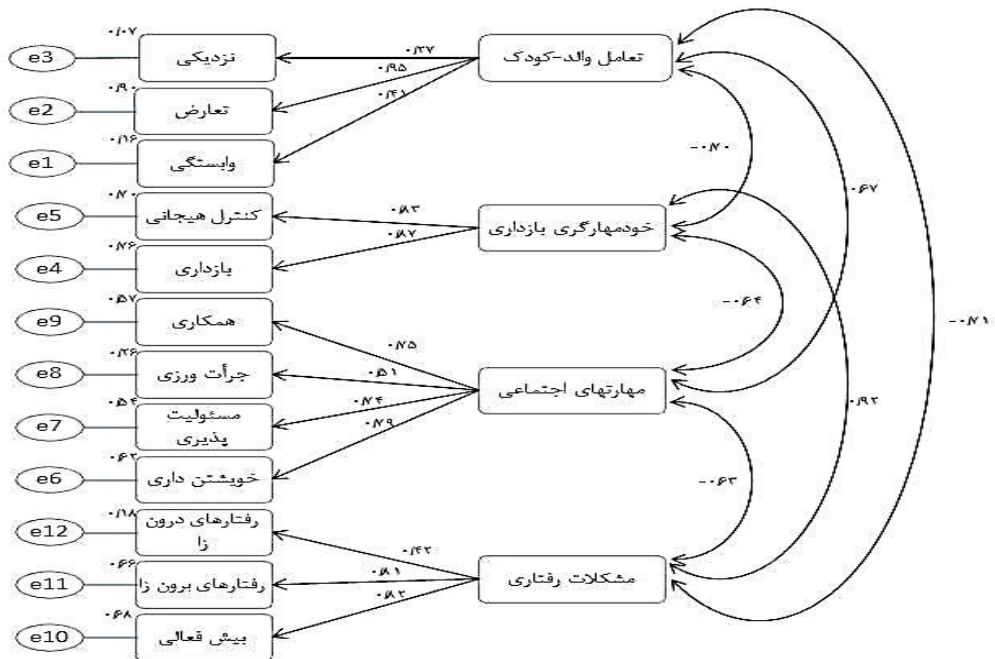 e3
۰/۰۷
نزدیکی
۰/۲۷
تعامل والد-کودک
e2
۰/۹۰
تعارض
۰/۹۵
e1
۰/۱۶
وابستگی
۰/۴۱
-۰/۷۰
۰/۶۷
e5
۰/۷۰
کنترل هیجانی
۰/۸۳
خودمهارگری بازداری
e4
۰/۷۶
بازداری
۰/۸۷
-۰/۶۴
-۰/۷۱
e9
۰/۵۷
همکاری
۰/۷۵
e8
۰/۲۶
جرأت ورزی
۰/۵۱
مهارتهای اجتماعی
۰/۹۲
e7
۰/۵۴
مسئولیت
پذیری
۰/۷۴
e6
۰/۶۲
خویشتن داری
۰/۷۹
-۰/۶۳
e12
۰/۱۸
رفتارهای درون
زا
۰/۴۲
e11
۰/۶۶
رفتارهای برون زا
۰/۸۱
مشکلات رفتاری
e10
۰/۶۸
بیش فعالی
۰/۸۲